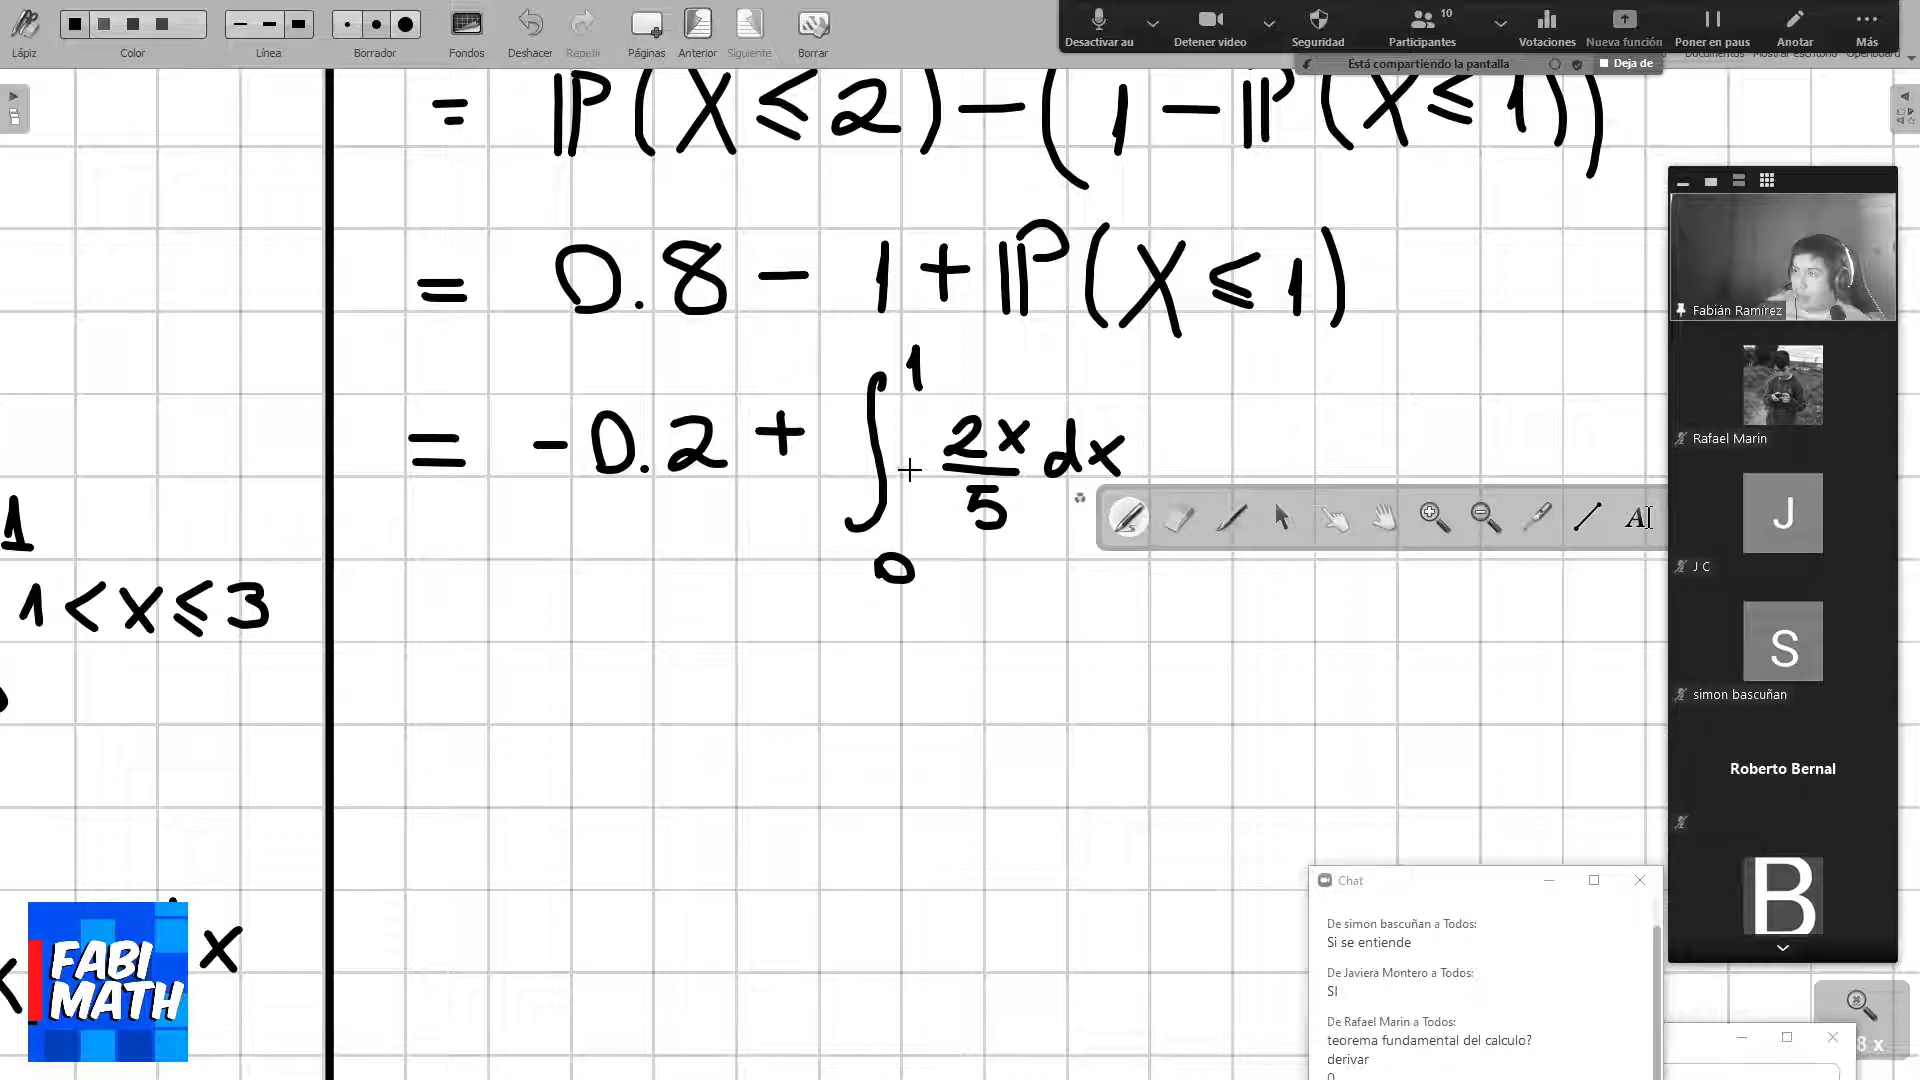 Lápiz
Color
Línea
Borrador
Fondos
Deshacer
Repetir
Páginas
Anterior
Siguiente
Borrar
Desactivar au
Detener video
Seguridad
Participantes 10
Votaciones
Nueva función
Poner en paus
Anotar
Más
Está compartiendo la pantalla
Deja de
= ℙ(X≤2)-(1-ℙ(X≤1))
= 0.8 - 1 + ℙ(X≤1)
= -0.2 + ∫₀¹ 2x/5 dx
1
1<x≤3
x
FABI
MATH
Fabián Ramírez
Rafael Marin
J
J C
S
simon bascuñan
Roberto Bernal
B
Chat
De simon bascuñan a Todos:
Si se entiende
De Javiera Montero a Todos:
SI
De Rafael Marin a Todos:
teorema fundamental del calculo?
derivar
8 x